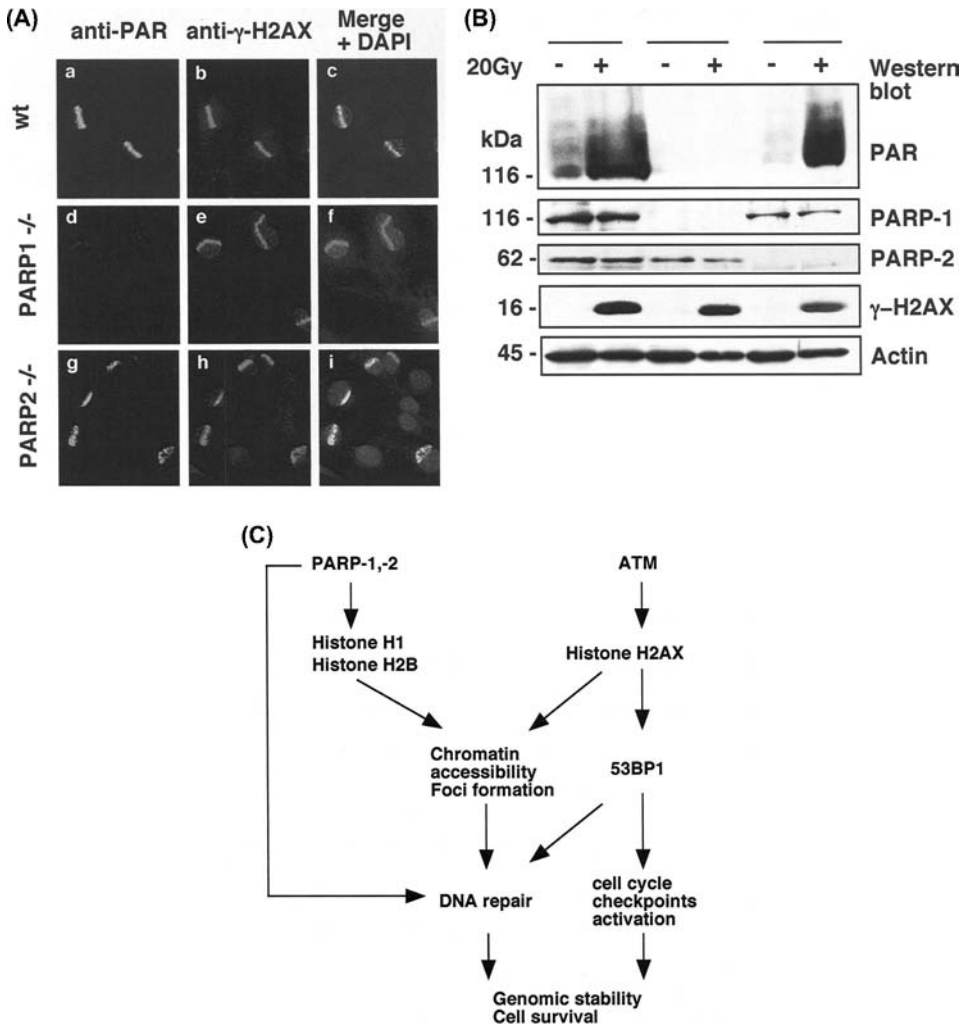 (A)
anti-PAR anti-γ-H2AX Merge
+ DAPI
wt
a b c
PARP1 -/-
d e f
PARP2 -/-
g h i
(B)
20Gy - + - + - + Western
blot
kDa
116 - PAR
116 - PARP-1
62 - PARP-2
16 - γ–H2AX
45 - Actin
(C)
PARP-1,-2 ATM
Histone H1
Histone H2B
Histone H2AX
Chromatin
accessibility
Foci formation
53BP1
DNA repair
cell cycle
checkpoints
activation
Genomic stability
Cell survival